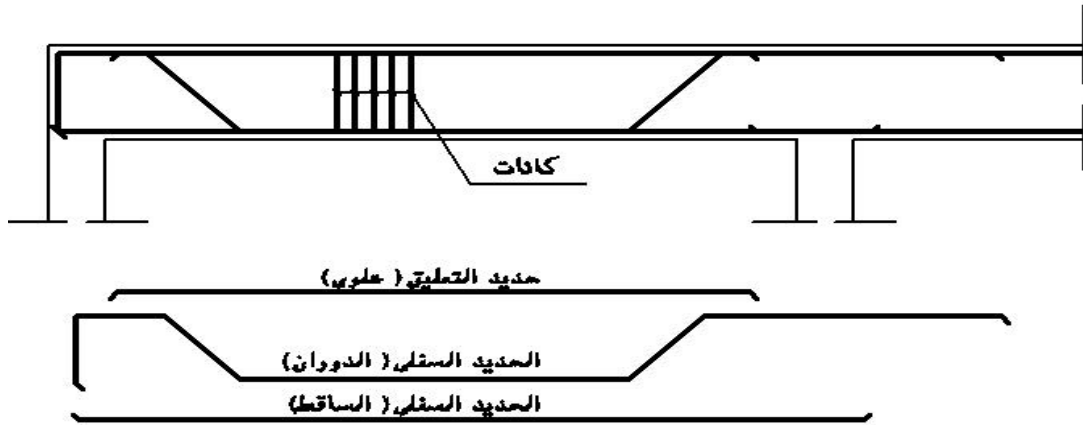 كانات
حديد التعليق ( علوي)
الحديد السفلي ( الدوران)
الحديد السفلي ( الساقط)